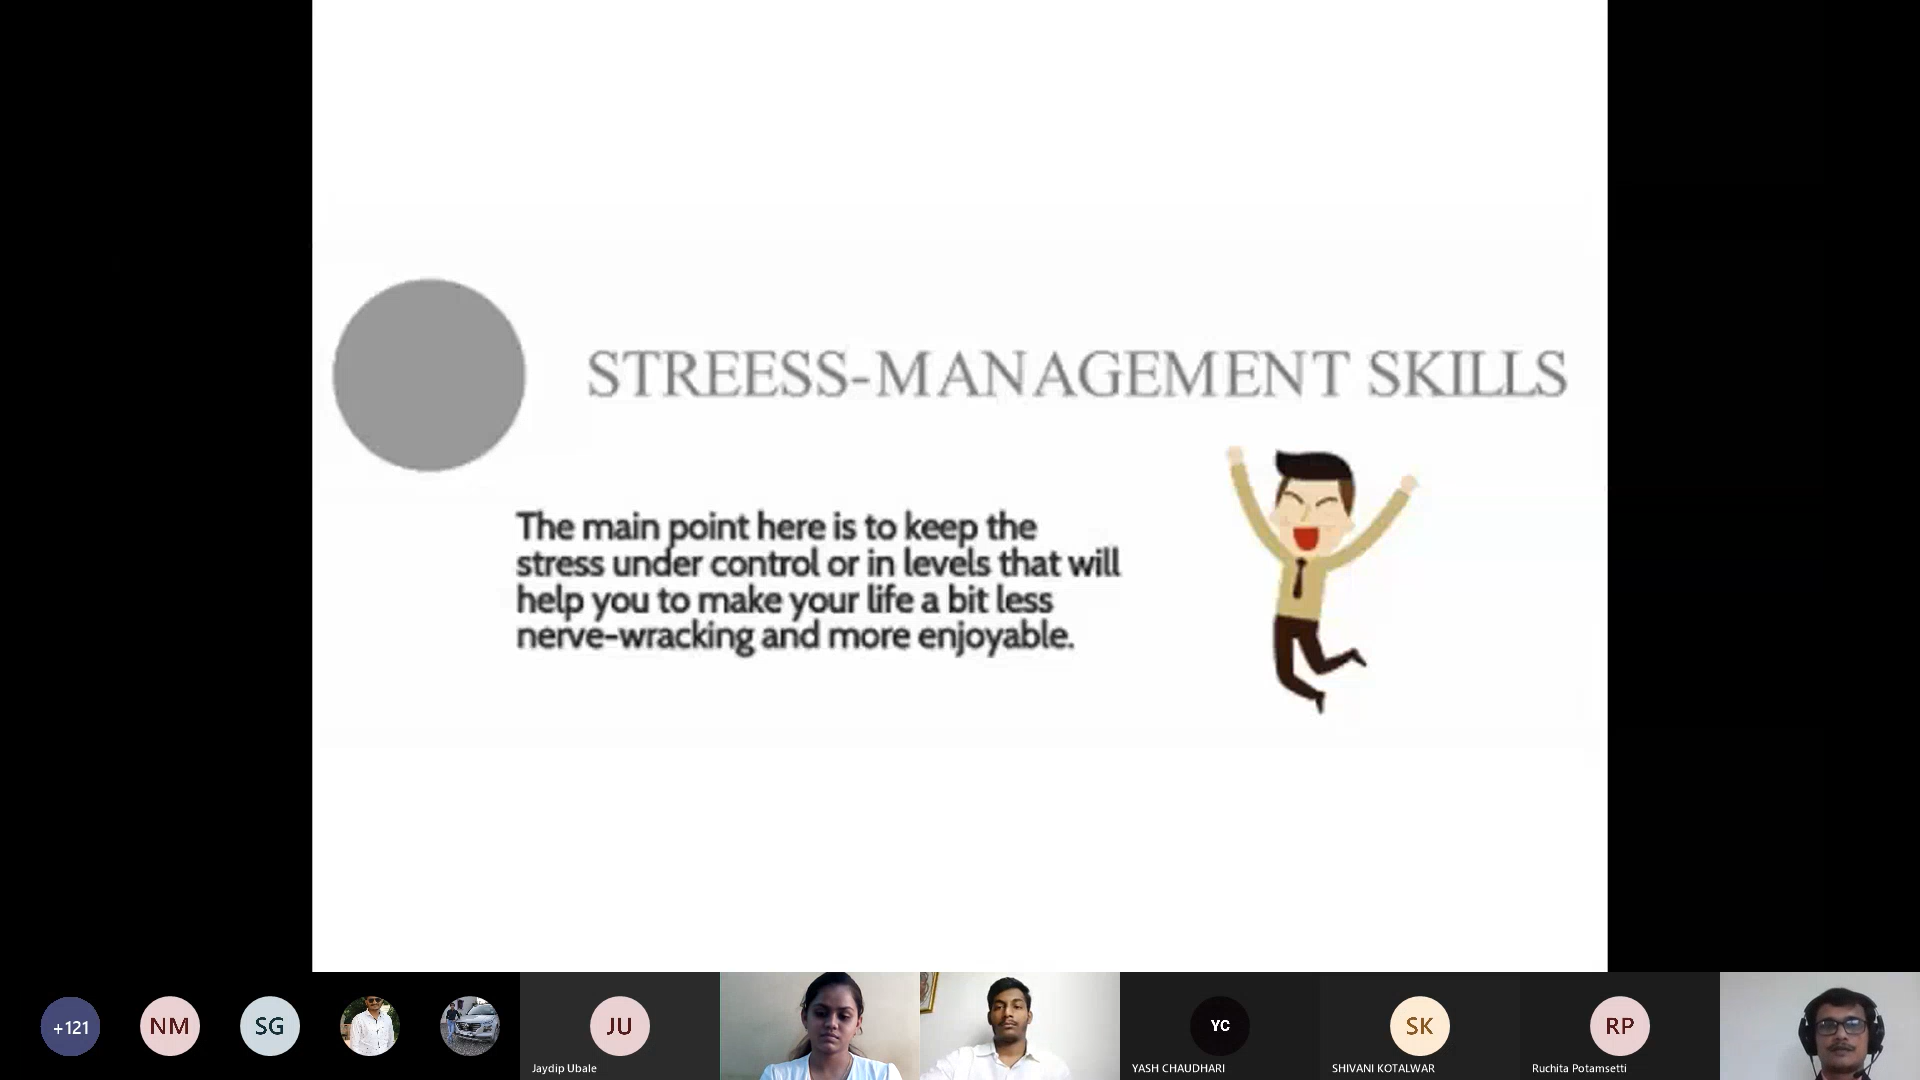 STREESS-MANAGEMENT SKILLS
The main point here is to keep the
stress under control or in levels that will
help you to make your life a bit less
nerve-wracking and more enjoyable.
+121
NM
SG
JU
Jaydip Ubale
YC
YASH CHAUDHARI
SK
SHIVANI KOTALWAR
RP
Ruchita Potamsetti